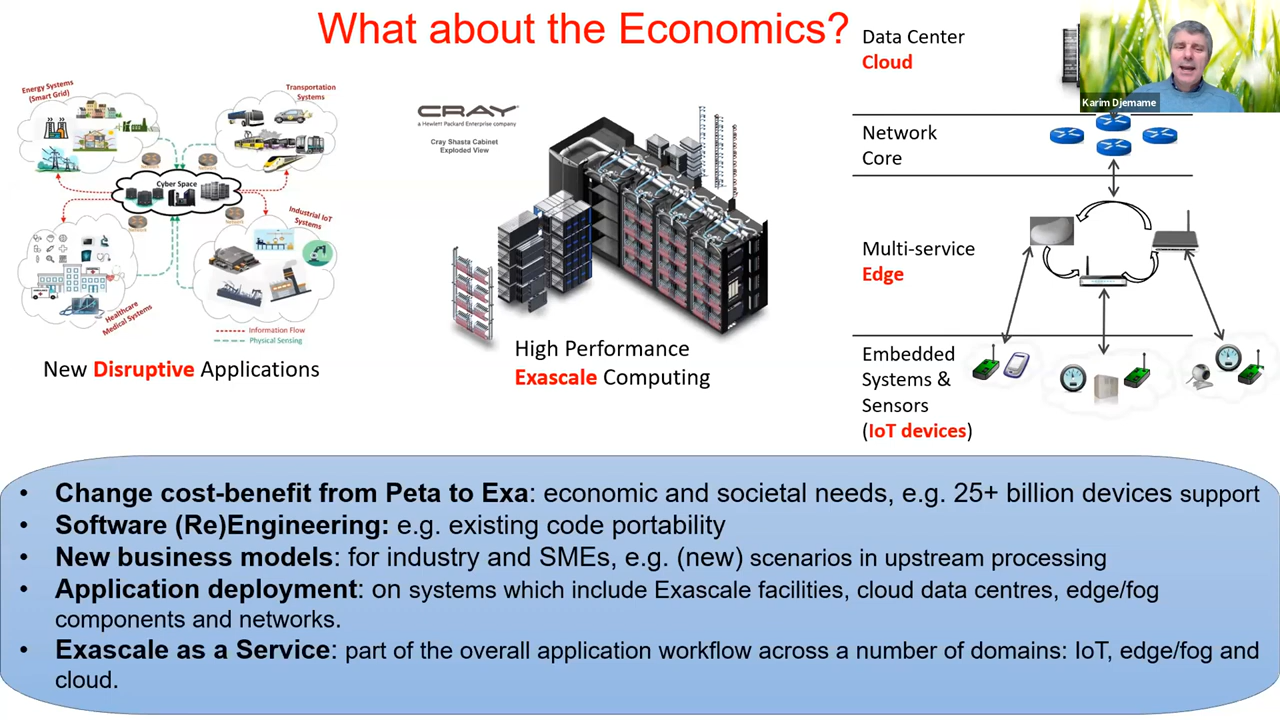 What about the Economics?
Energy Systems
(Smart Grid)
Transportation
Systems
Cyber Space
Industrial IoT
Systems
Healthcare
Medical Systems
Information Flow
Physical Sensing
New Disruptive Applications
CRAY
a Hewlett Packard Enterprise company
Cray Shasta Cabinet
Exploded View
High Performance
Exascale Computing
Data Center
Cloud
Karim Djemame
Network
Core
Multi-service
Edge
Embedded
Systems &
Sensors
(IoT devices)
• Change cost-benefit from Peta to Exa: economic and societal needs, e.g. 25+ billion devices support
• Software (Re)Engineering: e.g. existing code portability
• New business models: for industry and SMEs, e.g. (new) scenarios in upstream processing
• Application deployment: on systems which include Exascale facilities, cloud data centres, edge/fog
components and networks.
• Exascale as a Service: part of the overall application workflow across a number of domains: IoT, edge/fog and
cloud.